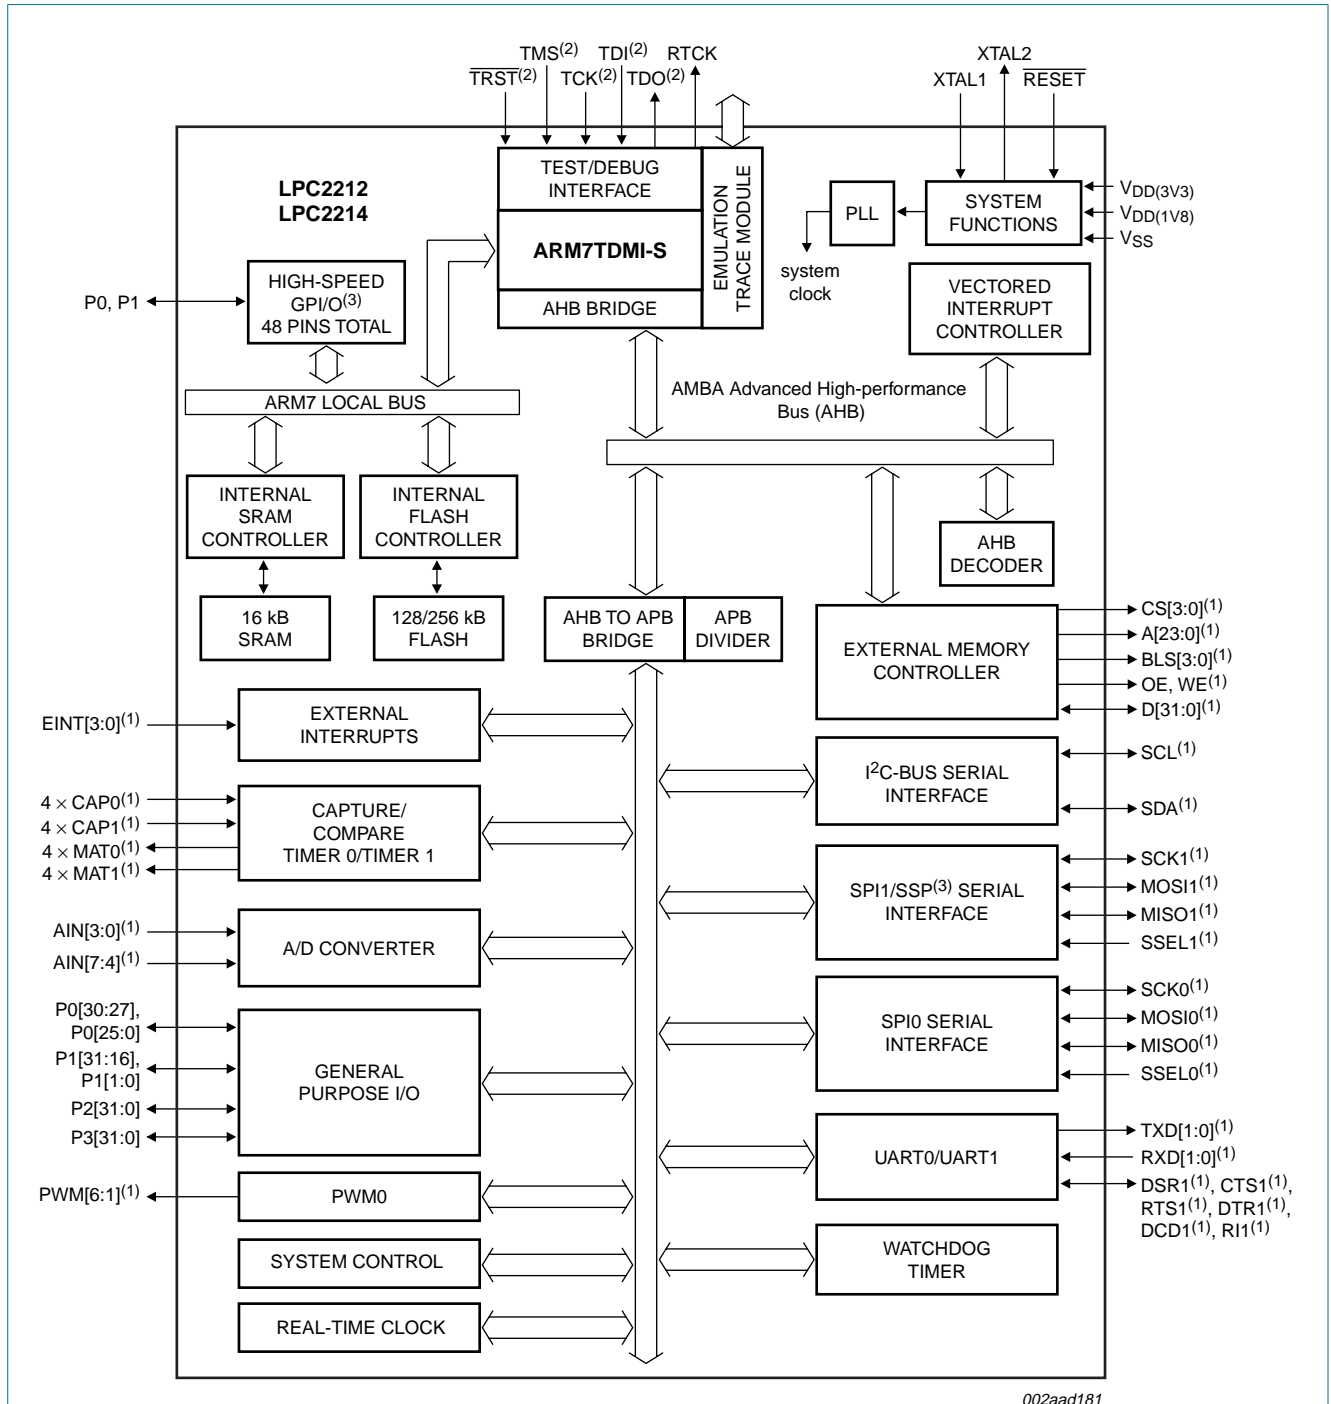 TMS(2) TDI(2) RTCK
TRST(2) TCK(2) TDO(2)
XTAL2
XTAL1 RESET
LPC2212
LPC2214
TEST/DEBUG
INTERFACE
ARM7TDMI-S
AHB BRIDGE
EMULATION
TRACE MODULE
PLL
system
clock
SYSTEM
FUNCTIONS
VDD(3V3)
VDD(1V8)
VSS
P0, P1
HIGH-SPEED
GPI/O(3)
48 PINS TOTAL
VECTORED
INTERRUPT
CONTROLLER
ARM7 LOCAL BUS
AMBA Advanced High-performance
Bus (AHB)
INTERNAL
SRAM
CONTROLLER
INTERNAL
FLASH
CONTROLLER
16 kB
SRAM
128/256 kB
FLASH
AHB TO APB
BRIDGE
APB
DIVIDER
AHB
DECODER
EXTERNAL MEMORY
CONTROLLER
CS[3:0](1)
A[23:0](1)
BLS[3:0](1)
OE, WE(1)
D[31:0](1)
EINT[3:0](1)
EXTERNAL
INTERRUPTS
I2C-BUS SERIAL
INTERFACE
SCL(1)
SDA(1)
4 × CAP0(1)
4 × CAP1(1)
4 × MAT0(1)
4 × MAT1(1)
CAPTURE/
COMPARE
TIMER 0/TIMER 1
SPI1/SSP(3) SERIAL
INTERFACE
SCK1(1)
MOSI1(1)
MISO1(1)
SSEL1(1)
AIN[3:0](1)
AIN[7:4](1)
A/D CONVERTER
SPI0 SERIAL
INTERFACE
SCK0(1)
MOSI0(1)
MISO0(1)
SSEL0(1)
P0[30:27],
P0[25:0]
P1[31:16],
P1[1:0]
P2[31:0]
P3[31:0]
GENERAL
PURPOSE I/O
UART0/UART1
TXD[1:0](1)
RXD[1:0](1)
DSR1(1), CTS1(1),
RTS1(1), DTR1(1),
DCD1(1), RI1(1)
PWM[6:1](1)
PWM0
SYSTEM CONTROL
WATCHDOG
TIMER
REAL-TIME CLOCK
002aad181